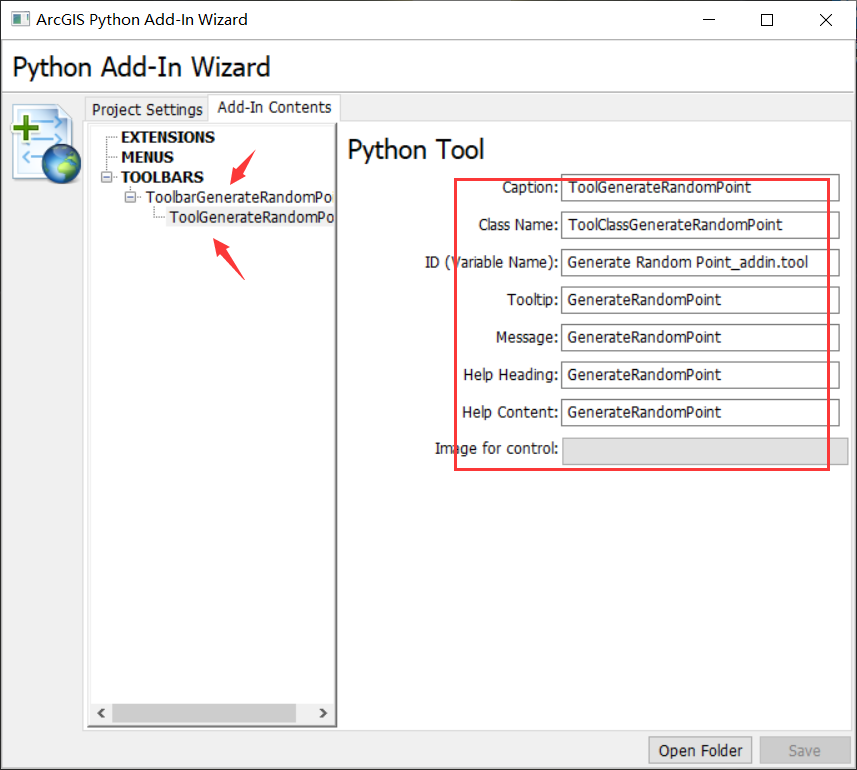 ArcGIS Python Add-In Wizard
Python Add-In Wizard
Project Settings
Add-In Contents
EXTENSIONS
MENUS
TOOLBARS
ToolbarGenerateRandomPoi
ToolGenerateRandomPo
Python Tool
Caption: ToolGenerateRandomPoint
Class Name: ToolClassGenerateRandomPoint
ID (Variable Name): Generate Random Point_addin.tool
Tooltip: GenerateRandomPoint
Message: GenerateRandomPoint
Help Heading: GenerateRandomPoint
Help Content: GenerateRandomPoint
Image for control:
Open Folder
Save